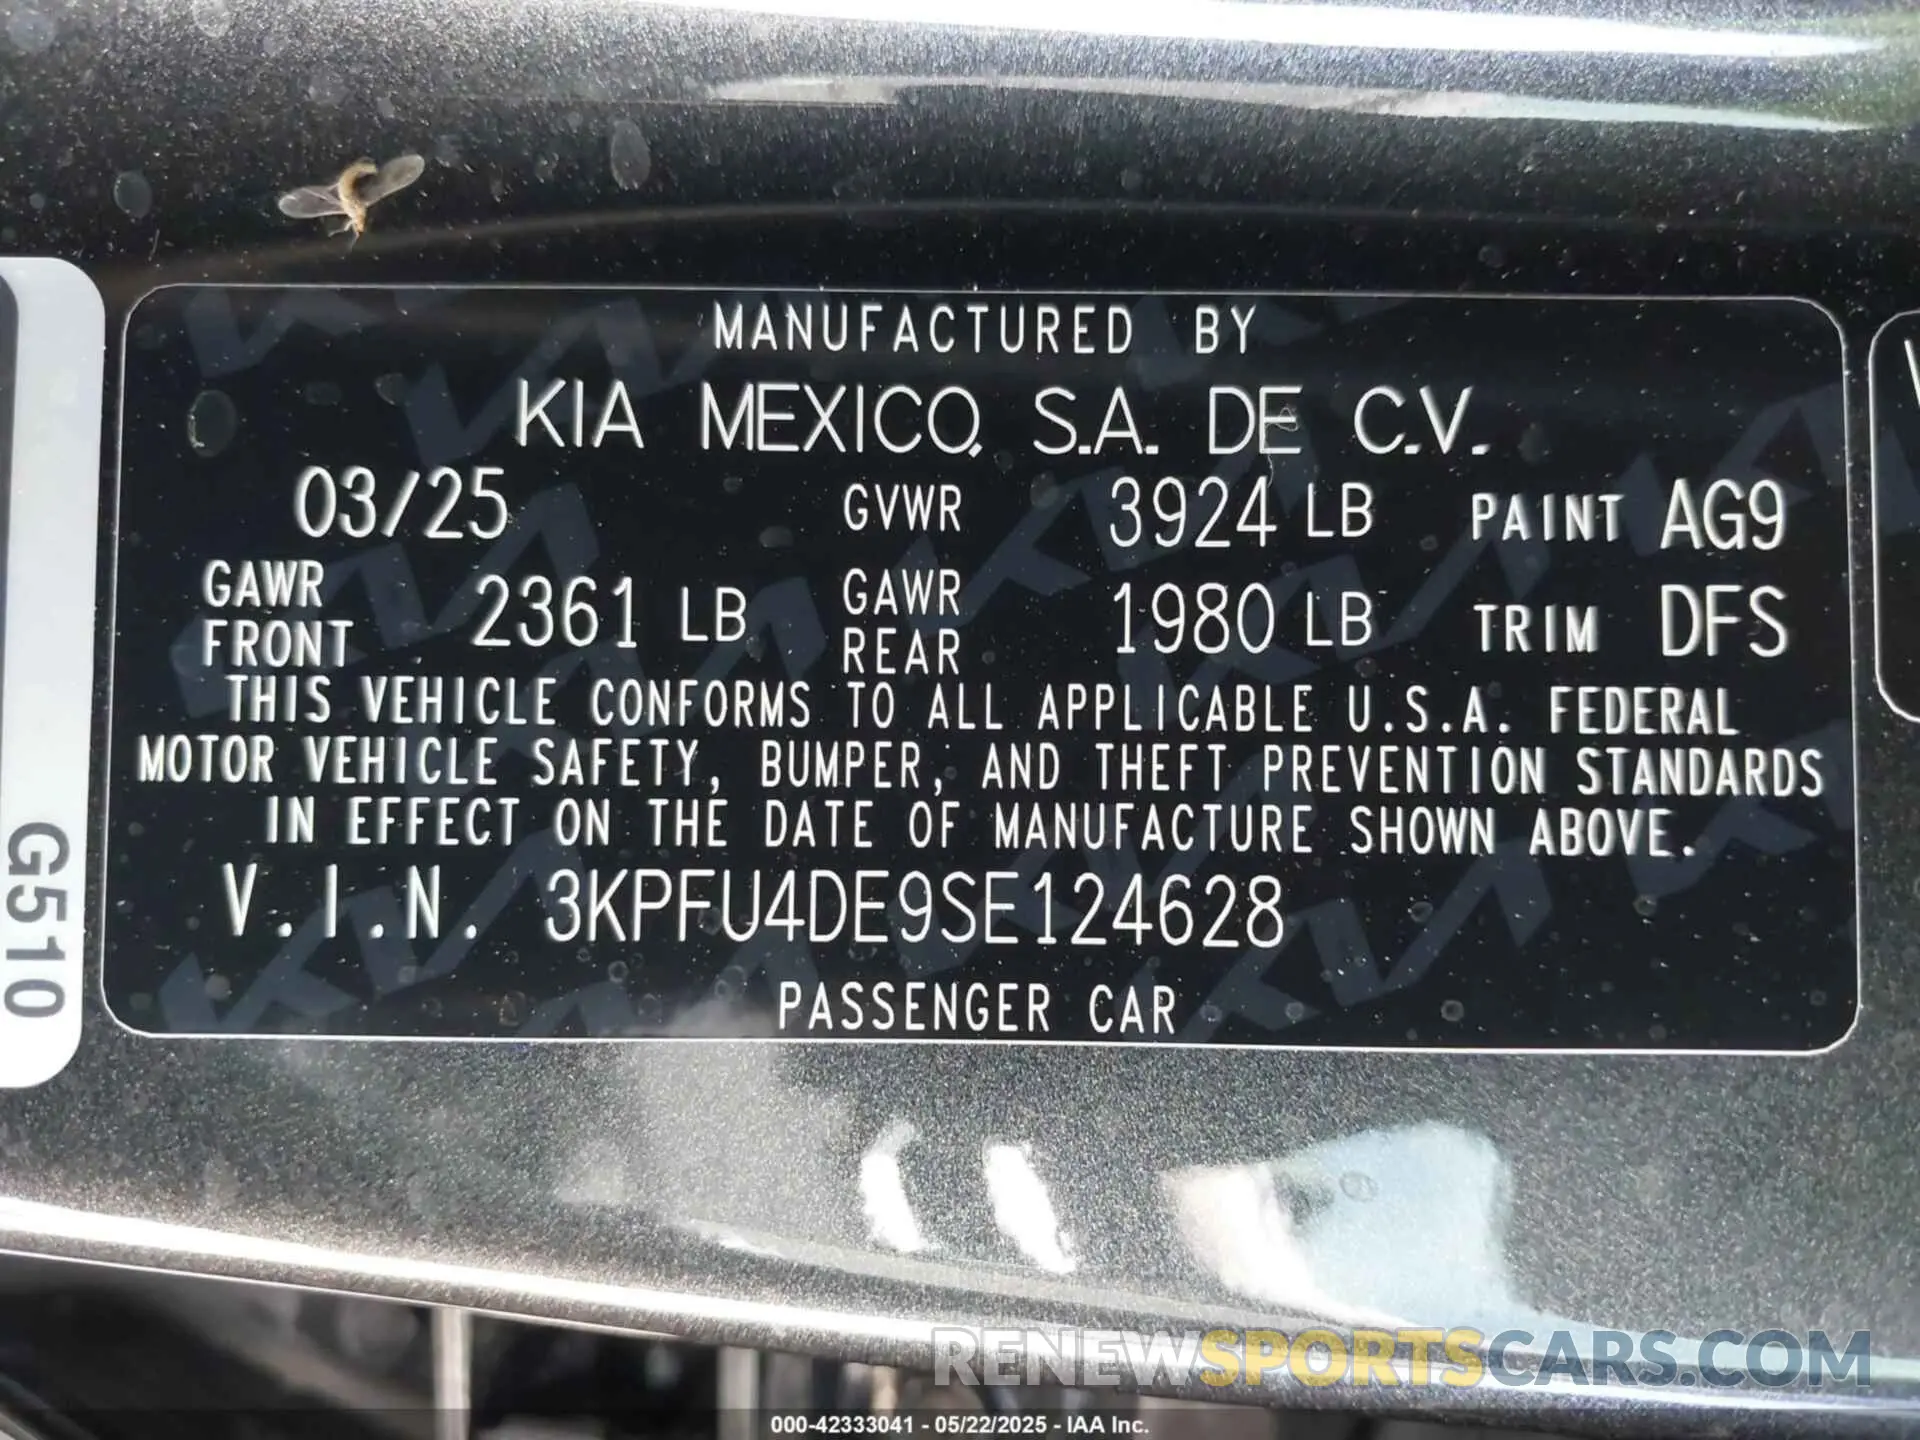 MANUFACTURED BY
KIA MEXICO, S.A. DE C.V.
03/25 GVWR 3924 LB PAINT AG9
GAWR FRONT 2361 LB GAWR REAR 1980 LB TRIM DFS
THIS VEHICLE CONFORMS TO ALL APPLICABLE U.S.A. FEDERAL
MOTOR VEHICLE SAFETY, BUMPER, AND THEFT PREVENTION STANDARDS
IN EFFECT ON THE DATE OF MANUFACTURE SHOWN ABOVE.
V.I.N. 3KPFU4DE9SE124628
PASSENGER CAR
G510
RENEWSPORTSCARS.COM
000-42333041 - 05/22/2025 - IAA Inc.